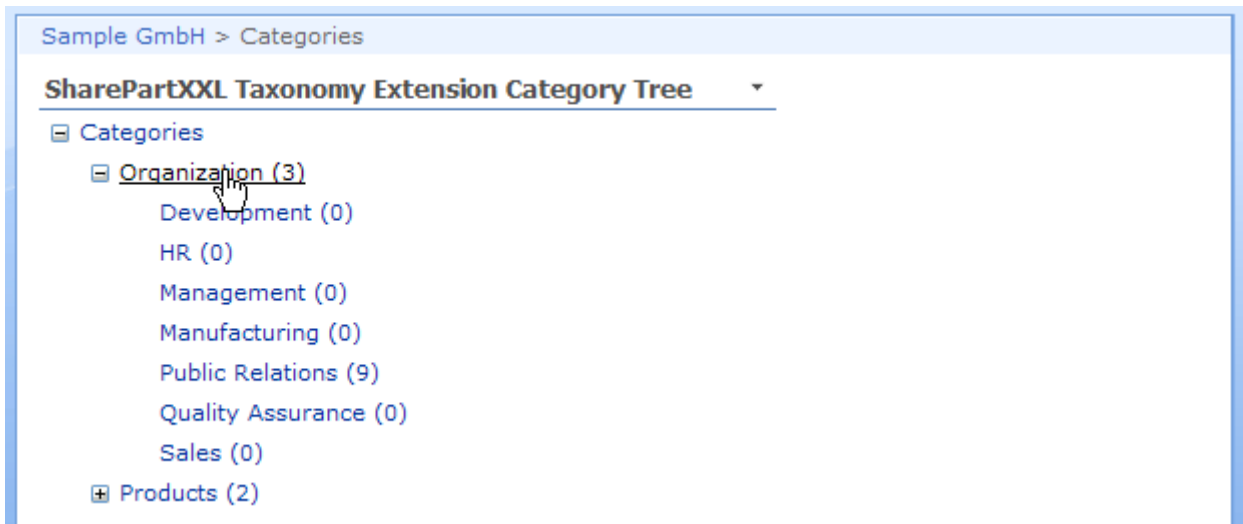 Sample GmbH > Categories
SharePartXXL Taxonomy Extension Category Tree
Categories
Organization (3)
Development (0)
HR (0)
Management (0)
Manufacturing (0)
Public Relations (9)
Quality Assurance (0)
Sales (0)
Products (2)